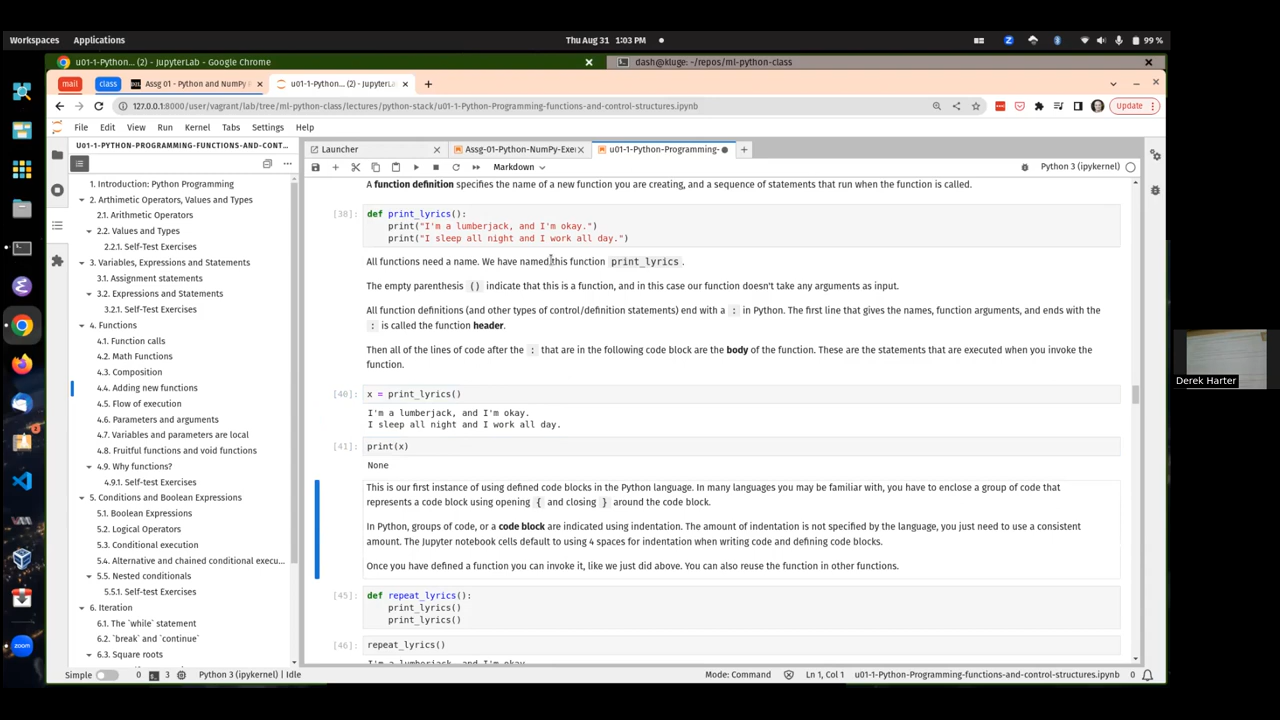 Workspaces Applications Thu Aug 31 1:03 PM 99 %
u01-1-Python... (2) - JupyterLab - Google Chrome dash@kluge: ~/repos/ml-python-class
mail class Assg 01 - Python and NumPy u01-1-Python... (2) - JupyterL
127.0.0.1:8000/user/vagrant/lab/tree/ml-python-class/lectures/python-stack/u01-1-Python-Programming-functions-and-control-structures.ipynb Update
File Edit View Run Kernel Tabs Settings Help
U01-1-PYTHON-PROGRAMMING-FUNCTIONS-AND-CONT...
1. Introduction: Python Programming
2. Arithmetic Operators, Values and Types
2.1. Arithmetic Operators
2.2. Values and Types
2.2.1. Self-Test Exercises
3. Variables, Expressions and Statements
3.1. Assignment statements
3.2. Expressions and Statements
3.2.1. Self-Test Exercises
4. Functions
4.1. Function calls
4.2. Math Functions
4.3. Composition
4.4. Adding new functions
4.5. Flow of execution
4.6. Parameters and arguments
4.7. Variables and parameters are local
4.8. Fruitful functions and void functions
4.9. Why functions?
4.9.1. Self-Test Exercises
5. Conditions and Boolean Expressions
5.1. Boolean Expressions
5.2. Logical Operators
5.3. Conditional execution
5.4. Alternative and chained conditional execu...
5.5. Nested conditionals
5.5.1. Self-Test Exercises
6. Iteration
6.1. The `while` statement
6.2. `break` and `continue`
6.3. Square roots
Launcher Assg-01-Python-NumPy-Exer u01-1-Python-Programming-
Markdown Python 3 (ipykernel)
A function definition specifies the name of a new function you are creating, and a sequence of statements that run when the function is called.
[38]: def print_lyrics():
print("I'm a lumberjack, and I'm okay.")
print("I sleep all night and I work all day.")
All functions need a name. We have named this function print_lyrics.
The empty parenthesis () indicate that this is a function, and in this case our function doesn't take any arguments as input.
All function definitions (and other types of control/definition statements) end with a : in Python. The first line that gives the names, function arguments, and ends with the
: is called the function header.
Then all of the lines of code after the : that are in the following code block are the body of the function. These are the statements that are executed when you invoke the
function.
[40]: x = print_lyrics()
I'm a lumberjack, and I'm okay.
I sleep all night and I work all day.
[41]: print(x)
None
This is our first instance of using defined code blocks in the Python language. In many languages you may be familiar with, you have to enclose a group of code that
represents a code block using opening { and closing } around the code block.
In Python, groups of code, or a code block are indicated using indentation. The amount of indentation is not specified by the language, you just need to use a consistent
amount. The Jupyter notebook cells default to using 4 spaces for indentation when writing code and defining code blocks.
Once you have defined a function you can invoke it, like we just did above. You can also reuse the function in other functions.
[45]: def repeat_lyrics():
print_lyrics()
print_lyrics()
[46]: repeat_lyrics()
I'm a lumberjack, and I'm okay.
Simple 0 3 Python 3 (ipykernel) | Idle Mode: Command Ln 1, Col 1 u01-1-Python-Programming-functions-and-control-structures.ipynb 0
Derek Harter
zoom